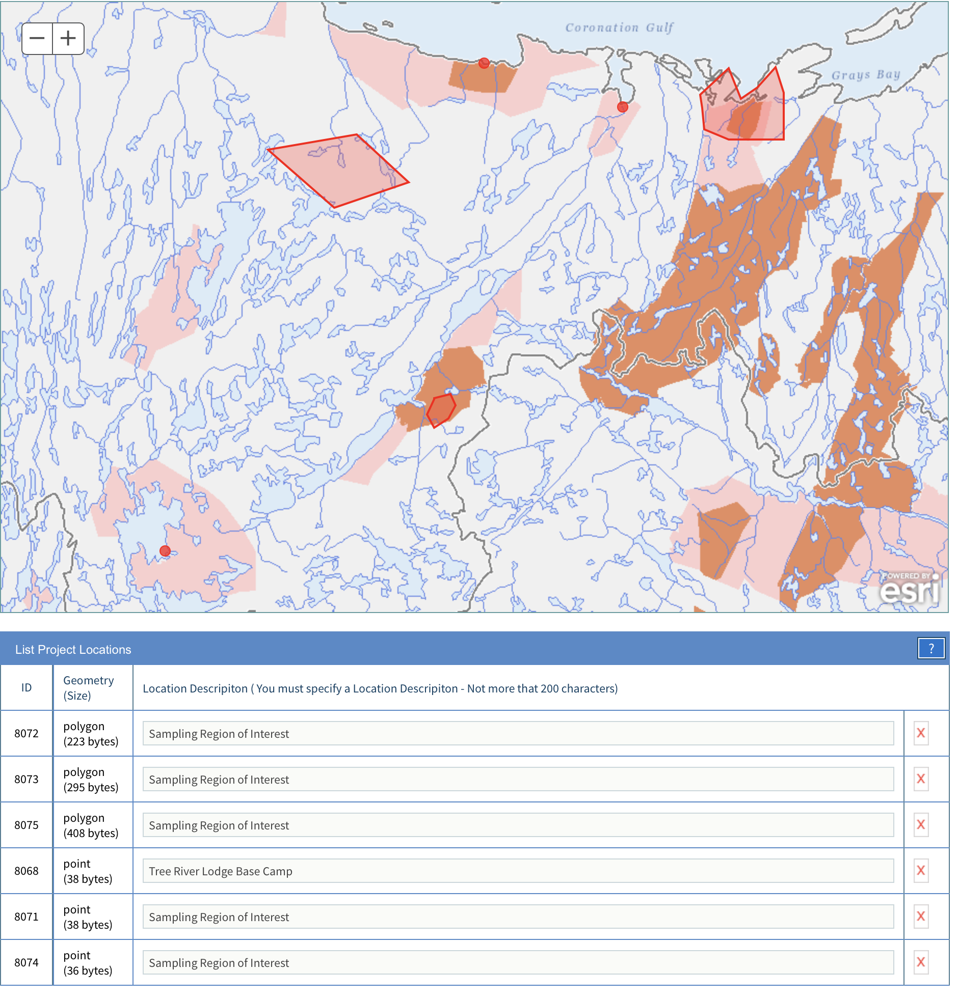 Coronation Gulf
Grays Bay
POWERED BY
esri
List Project Locations
?
ID
Geometry
(Size)
Location Descripiton ( You must specify a Location Descripiton - Not more that 200 characters)
8072
polygon
(223 bytes)
Sampling Region of Interest
X
8073
polygon
(295 bytes)
Sampling Region of Interest
X
8075
polygon
(408 bytes)
Sampling Region of Interest
X
8068
point
(38 bytes)
Tree River Lodge Base Camp
X
8071
point
(38 bytes)
Sampling Region of Interest
X
8074
point
(36 bytes)
Sampling Region of Interest
X